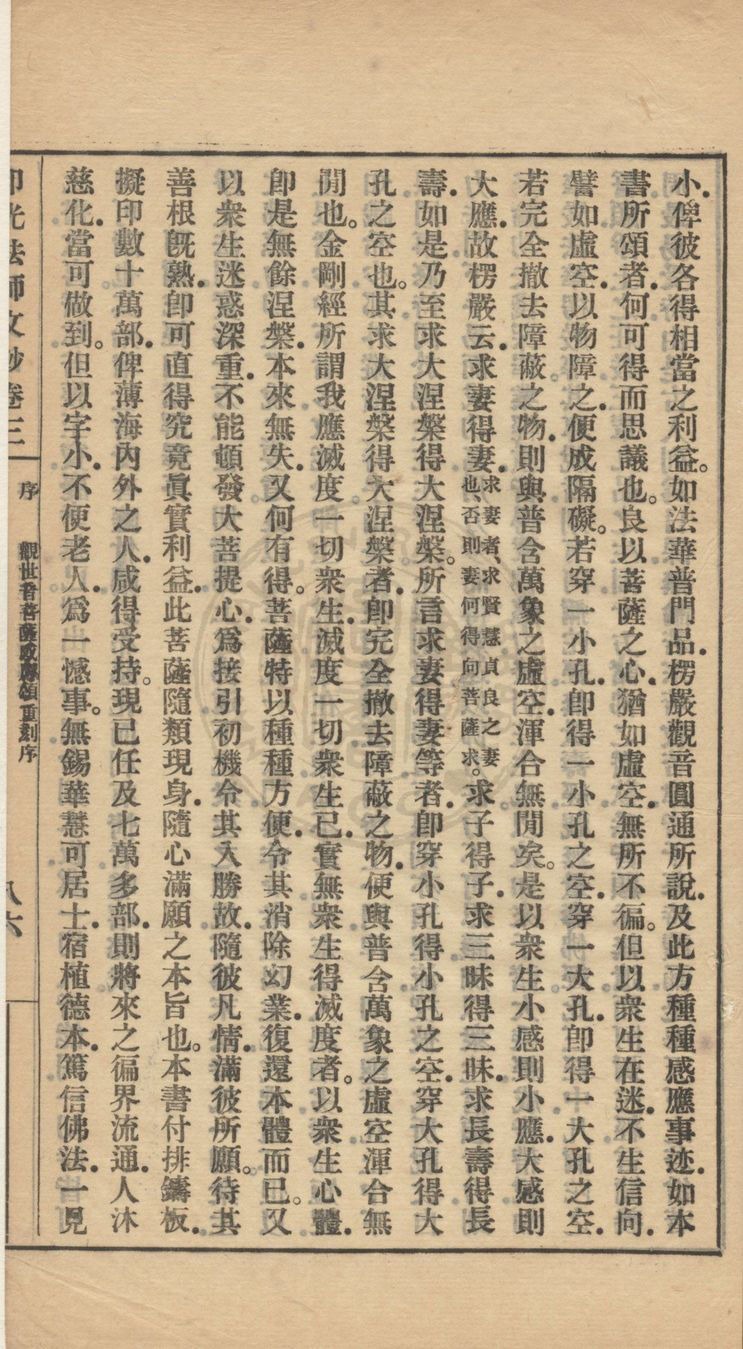 小俾彼各得相當之利益。如法華普門品楞嚴觀音圓通所說及此方種種感應事迹如本
書所頌者何可得而思議也。良以菩薩之心猶如虛空無所不徧。但以衆生在迷不生信向
譬如虛空以物障之便成隔礙。若穿一小孔卽得一小孔之空穿一大孔卽得一大孔之空
若完全撤去障蔽之物則與普含萬象之虛空渾合無閒矣。是以衆生小感則小應大感則
大應故楞嚴云求妻得妻求妻者、求賢慧貞良之妻也、否則妻何得向菩薩求。求子得子求三昧得三昧求長壽得長
壽如是乃至求大涅槃得大涅槃。所言求妻得妻等者卽穿小孔得小孔之空穿大孔得大
孔之空也。其求大涅槃得大涅槃者卽完全撤去障蔽之物便與普含萬象之虛空渾合無
閒也。金剛經所謂我應滅度一切衆生滅度一切衆生已實無衆生得滅度者。以衆生心體
卽是無餘涅槃本來無失又何有得。菩薩特以種種方便令其消除幻業復還本體而已。又
以衆生迷惑深重不能頓發大菩提心爲接引初機令其入勝故隨彼凡情滿彼所願。待其
善根旣熟卽可直得究竟眞實利益此菩薩隨類現身隨心滿願之本旨也。本書付排鑄板
擬印數十萬部俾薄海內外之人咸得受持。現已任及七萬多部則將來之徧界流通人沐
慈化當可做到。但以字小不便老人爲一憾事。無錫華慧可居士宿植德本篤信佛法一見
印光法師文鈔卷三 序 觀世音菩薩感應頌重刻序 八六